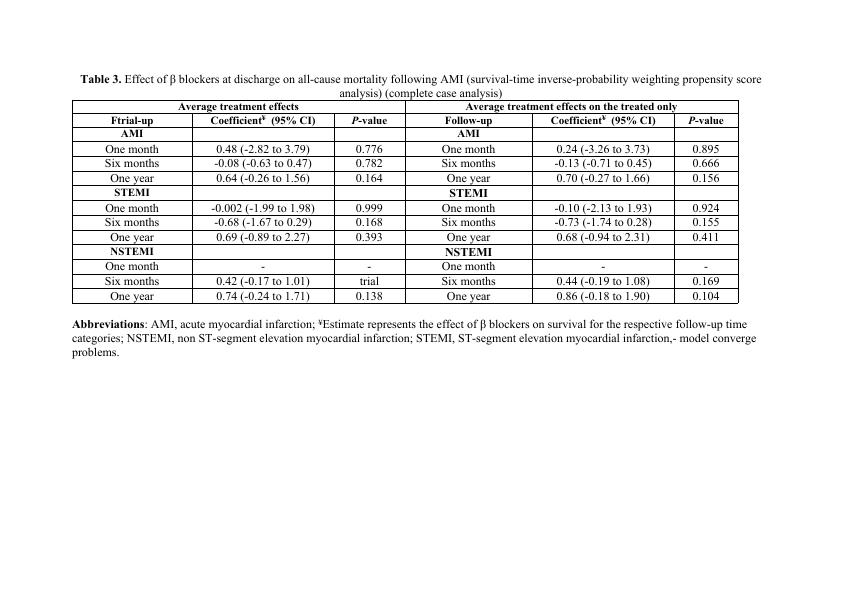 Table 3. Effect of β blockers at discharge on all-cause mortality following AMI (survival-time inverse-probability weighting propensity score
analysis) (complete case analysis)
Average treatment effects Average treatment effects on the treated only
Ftrial-up Coefficient¥ (95% CI) P-value Follow-up Coefficient¥ (95% CI) P-value
AMI AMI
One month 0.48 (-2.82 to 3.79) 0.776 One month 0.24 (-3.26 to 3.73) 0.895
Six months -0.08 (-0.63 to 0.47) 0.782 Six months -0.13 (-0.71 to 0.45) 0.666
One year 0.64 (-0.26 to 1.56) 0.164 One year 0.70 (-0.27 to 1.66) 0.156
STEMI STEMI
One month -0.002 (-1.99 to 1.98) 0.999 One month -0.10 (-2.13 to 1.93) 0.924
Six months -0.68 (-1.67 to 0.29) 0.168 Six months -0.73 (-1.74 to 0.28) 0.155
One year 0.69 (-0.89 to 2.27) 0.393 One year 0.68 (-0.94 to 2.31) 0.411
NSTEMI NSTEMI
One month - - One month - -
Six months 0.42 (-0.17 to 1.01) trial Six months 0.44 (-0.19 to 1.08) 0.169
One year 0.74 (-0.24 to 1.71) 0.138 One year 0.86 (-0.18 to 1.90) 0.104
Abbreviations: AMI, acute myocardial infarction; ¥Estimate represents the effect of β blockers on survival for the respective follow-up time
categories; NSTEMI, non ST-segment elevation myocardial infarction; STEMI, ST-segment elevation myocardial infarction,- model converge
problems.